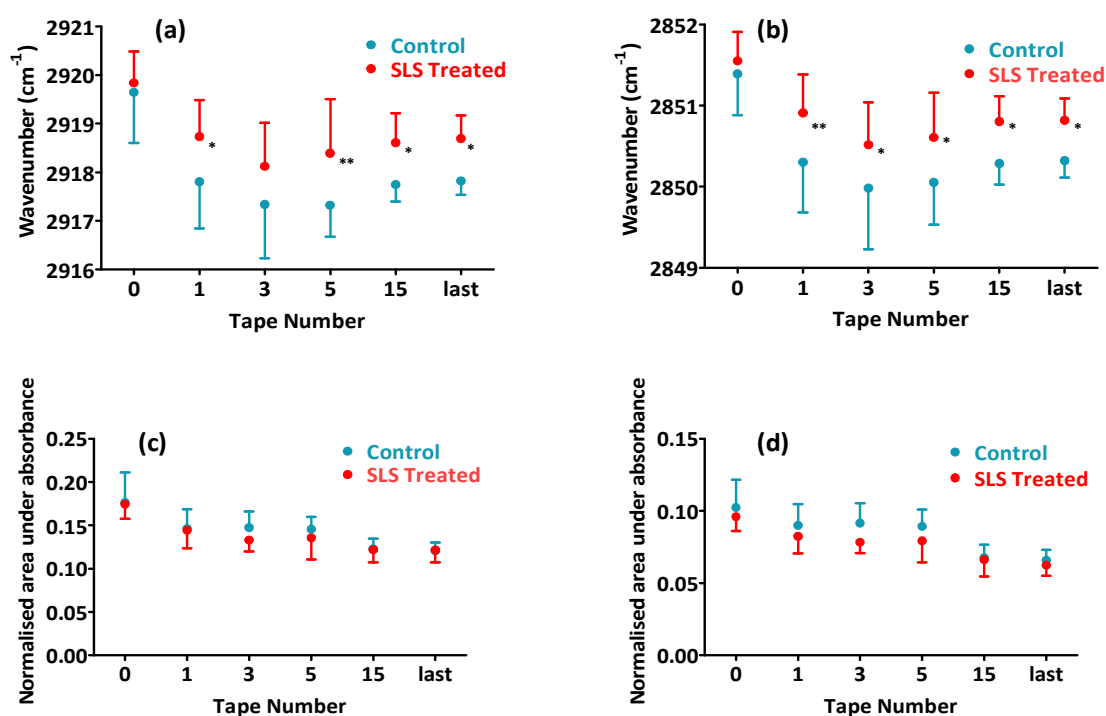 (a)
Control
SLS Treated
Wavenumber (cm-1)
2921
2920
2919
2918
2917
2916
*
**
*
*
0 1 3 5 15 last
Tape Number
(b)
Control
SLS Treated
Wavenumber (cm-1)
2852
2851
2850
2849
**
*
*
*
*
0 1 3 5 15 last
Tape Number
(c)
Control
SLS Treated
Normalised area under absorbance
0.25
0.20
0.15
0.10
0.05
0.00
0 1 3 5 15 last
Tape Number
(d)
Control
SLS Treated
Normalised area under absorbance
0.15
0.10
0.05
0.00
0 1 3 5 15 last
Tape Number